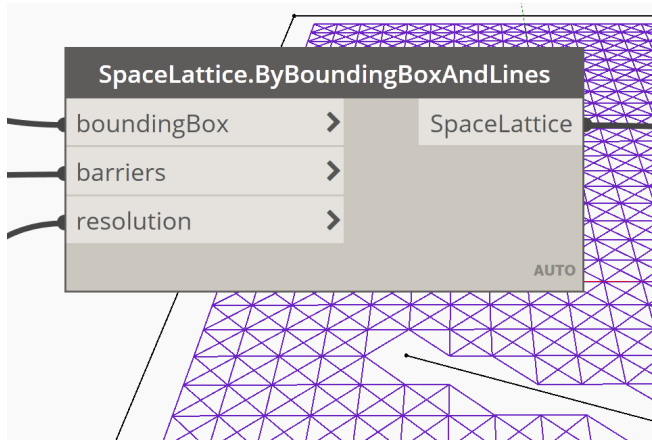 SpaceLattice.ByBoundingBoxAndLines
boundingBox > SpaceLattice
barriers >
resolution >
AUTO